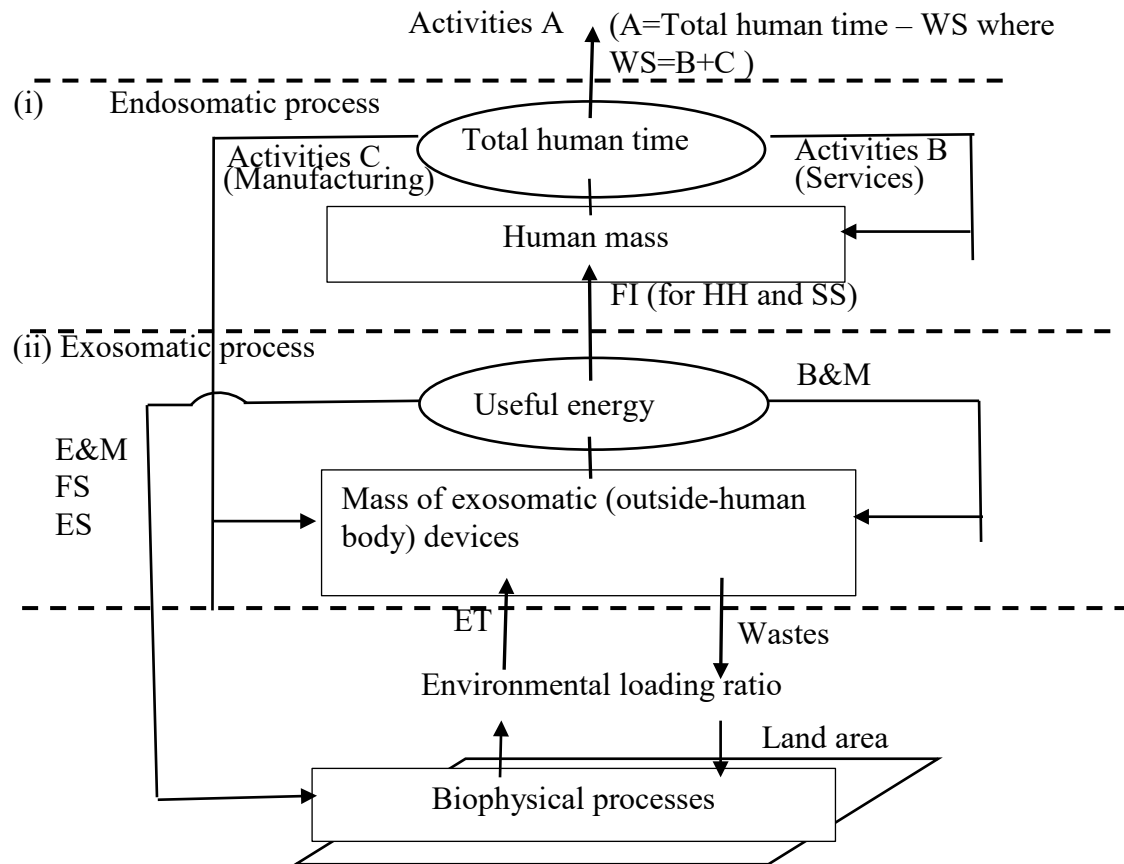 Activities A
(A=Total human time – WS where
WS=B+C )
(i)
Endosomatic process
Total human time
Activities C
(Manufacturing)
Activities B
(Services)
Human mass
FI (for HH and SS)
(ii) Exosomatic process
B&M
Useful energy
E&M
FS
ES
Mass of exosomatic (outside-human
body) devices
ET
Wastes
Environmental loading ratio
Land area
Biophysical processes